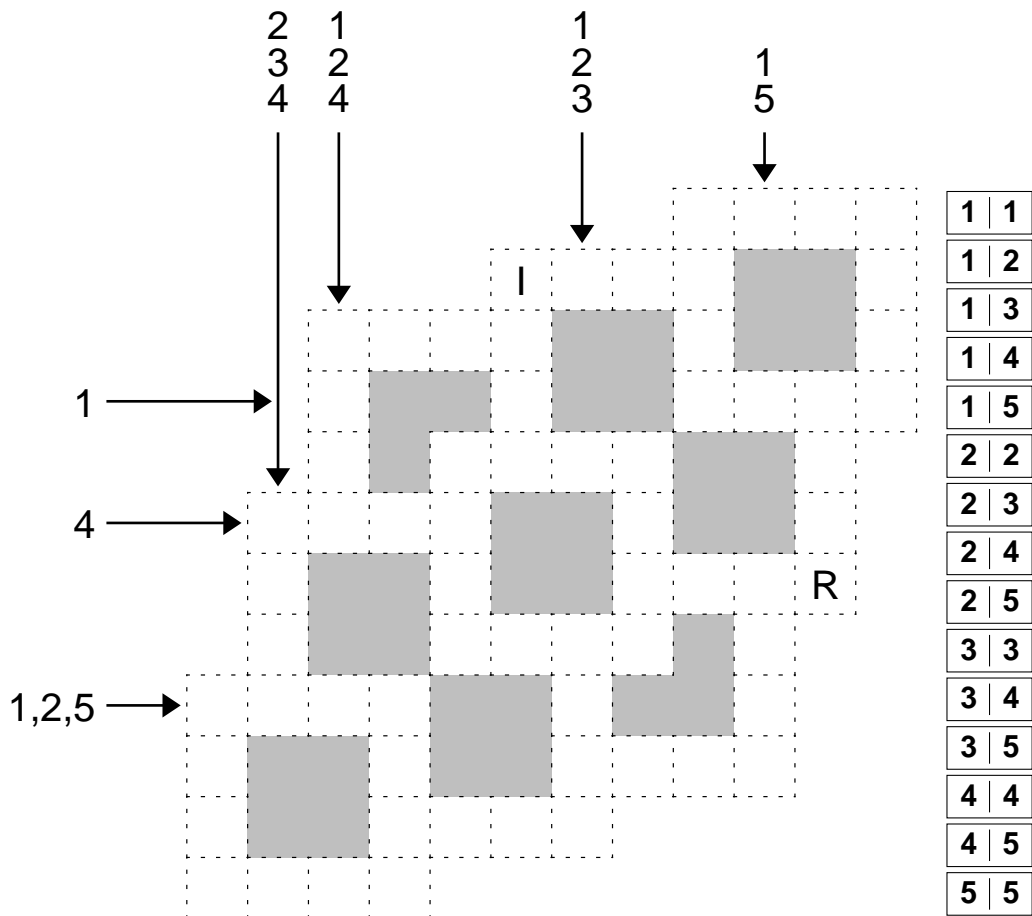 2 1 1
3 2 2 1
4 4 3 5
1 | 1
I
1 | 2
1 | 3
1
1 | 4
1 | 5
2 | 2
4
2 | 3
2 | 4
R
2 | 5
3 | 3
1,2,5
3 | 4
3 | 5
4 | 4
4 | 5
5 | 5